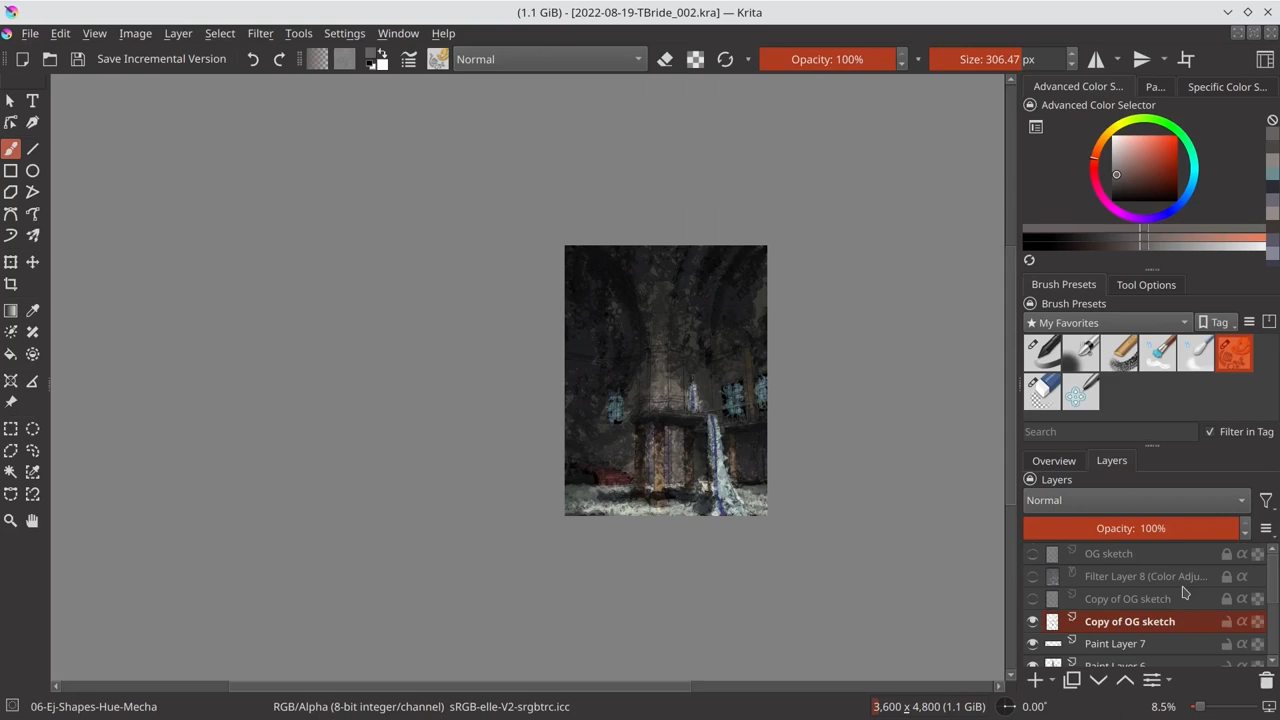 (1.1 GiB) - [2022-08-19-TBride_002.kra] — Krita
File Edit View Image Layer Select Filter Tools Settings Window Help
Save Incremental Version Normal Opacity: 100% Size: 306.47 px
Advanced Color S... Pa... Specific Color S...
Advanced Color Selector
Brush Presets Tool Options
Brush Presets
★ My Favorites Tag
Search Filter in Tag
Overview Layers
Layers
Normal
Opacity: 100%
OG sketch
Filter Layer 8 (Color Adju...
Copy of OG sketch
Copy of OG sketch
Paint Layer 7
Paint Layer 6
06-Ej-Shapes-Hue-Mecha RGB/Alpha (8-bit integer/channel) sRGB-elle-V2-srgbtrc.icc 3,600 x 4,800 (1.1 GiB) 0.00° 8.5%